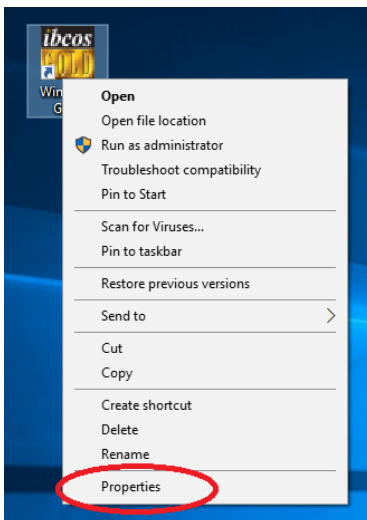 ibcos
GOLD
Win
G
Open
Open file location
Run as administrator
Troubleshoot compatibility
Pin to Start
Scan for Viruses...
Pin to taskbar
Restore previous versions
Send to
Cut
Copy
Create shortcut
Delete
Rename
Properties